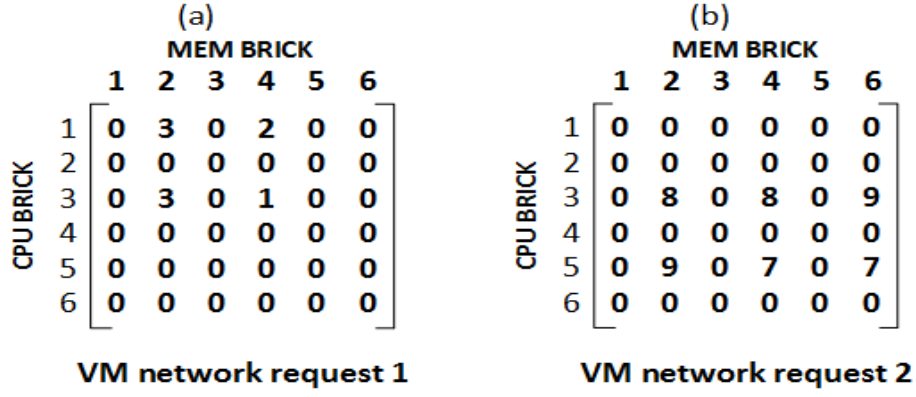 (a)
MEM BRICK
1 2 3 4 5 6
CPU BRICK
1 0 3 0 2 0 0
2 0 0 0 0 0 0
3 0 3 0 1 0 0
4 0 0 0 0 0 0
5 0 0 0 0 0 0
6 0 0 0 0 0 0
VM network request 1
(b)
MEM BRICK
1 2 3 4 5 6
CPU BRICK
1 0 0 0 0 0 0
2 0 0 0 0 0 0
3 0 8 0 8 0 9
4 0 0 0 0 0 0
5 0 9 0 7 0 7
6 0 0 0 0 0 0
VM network request 2